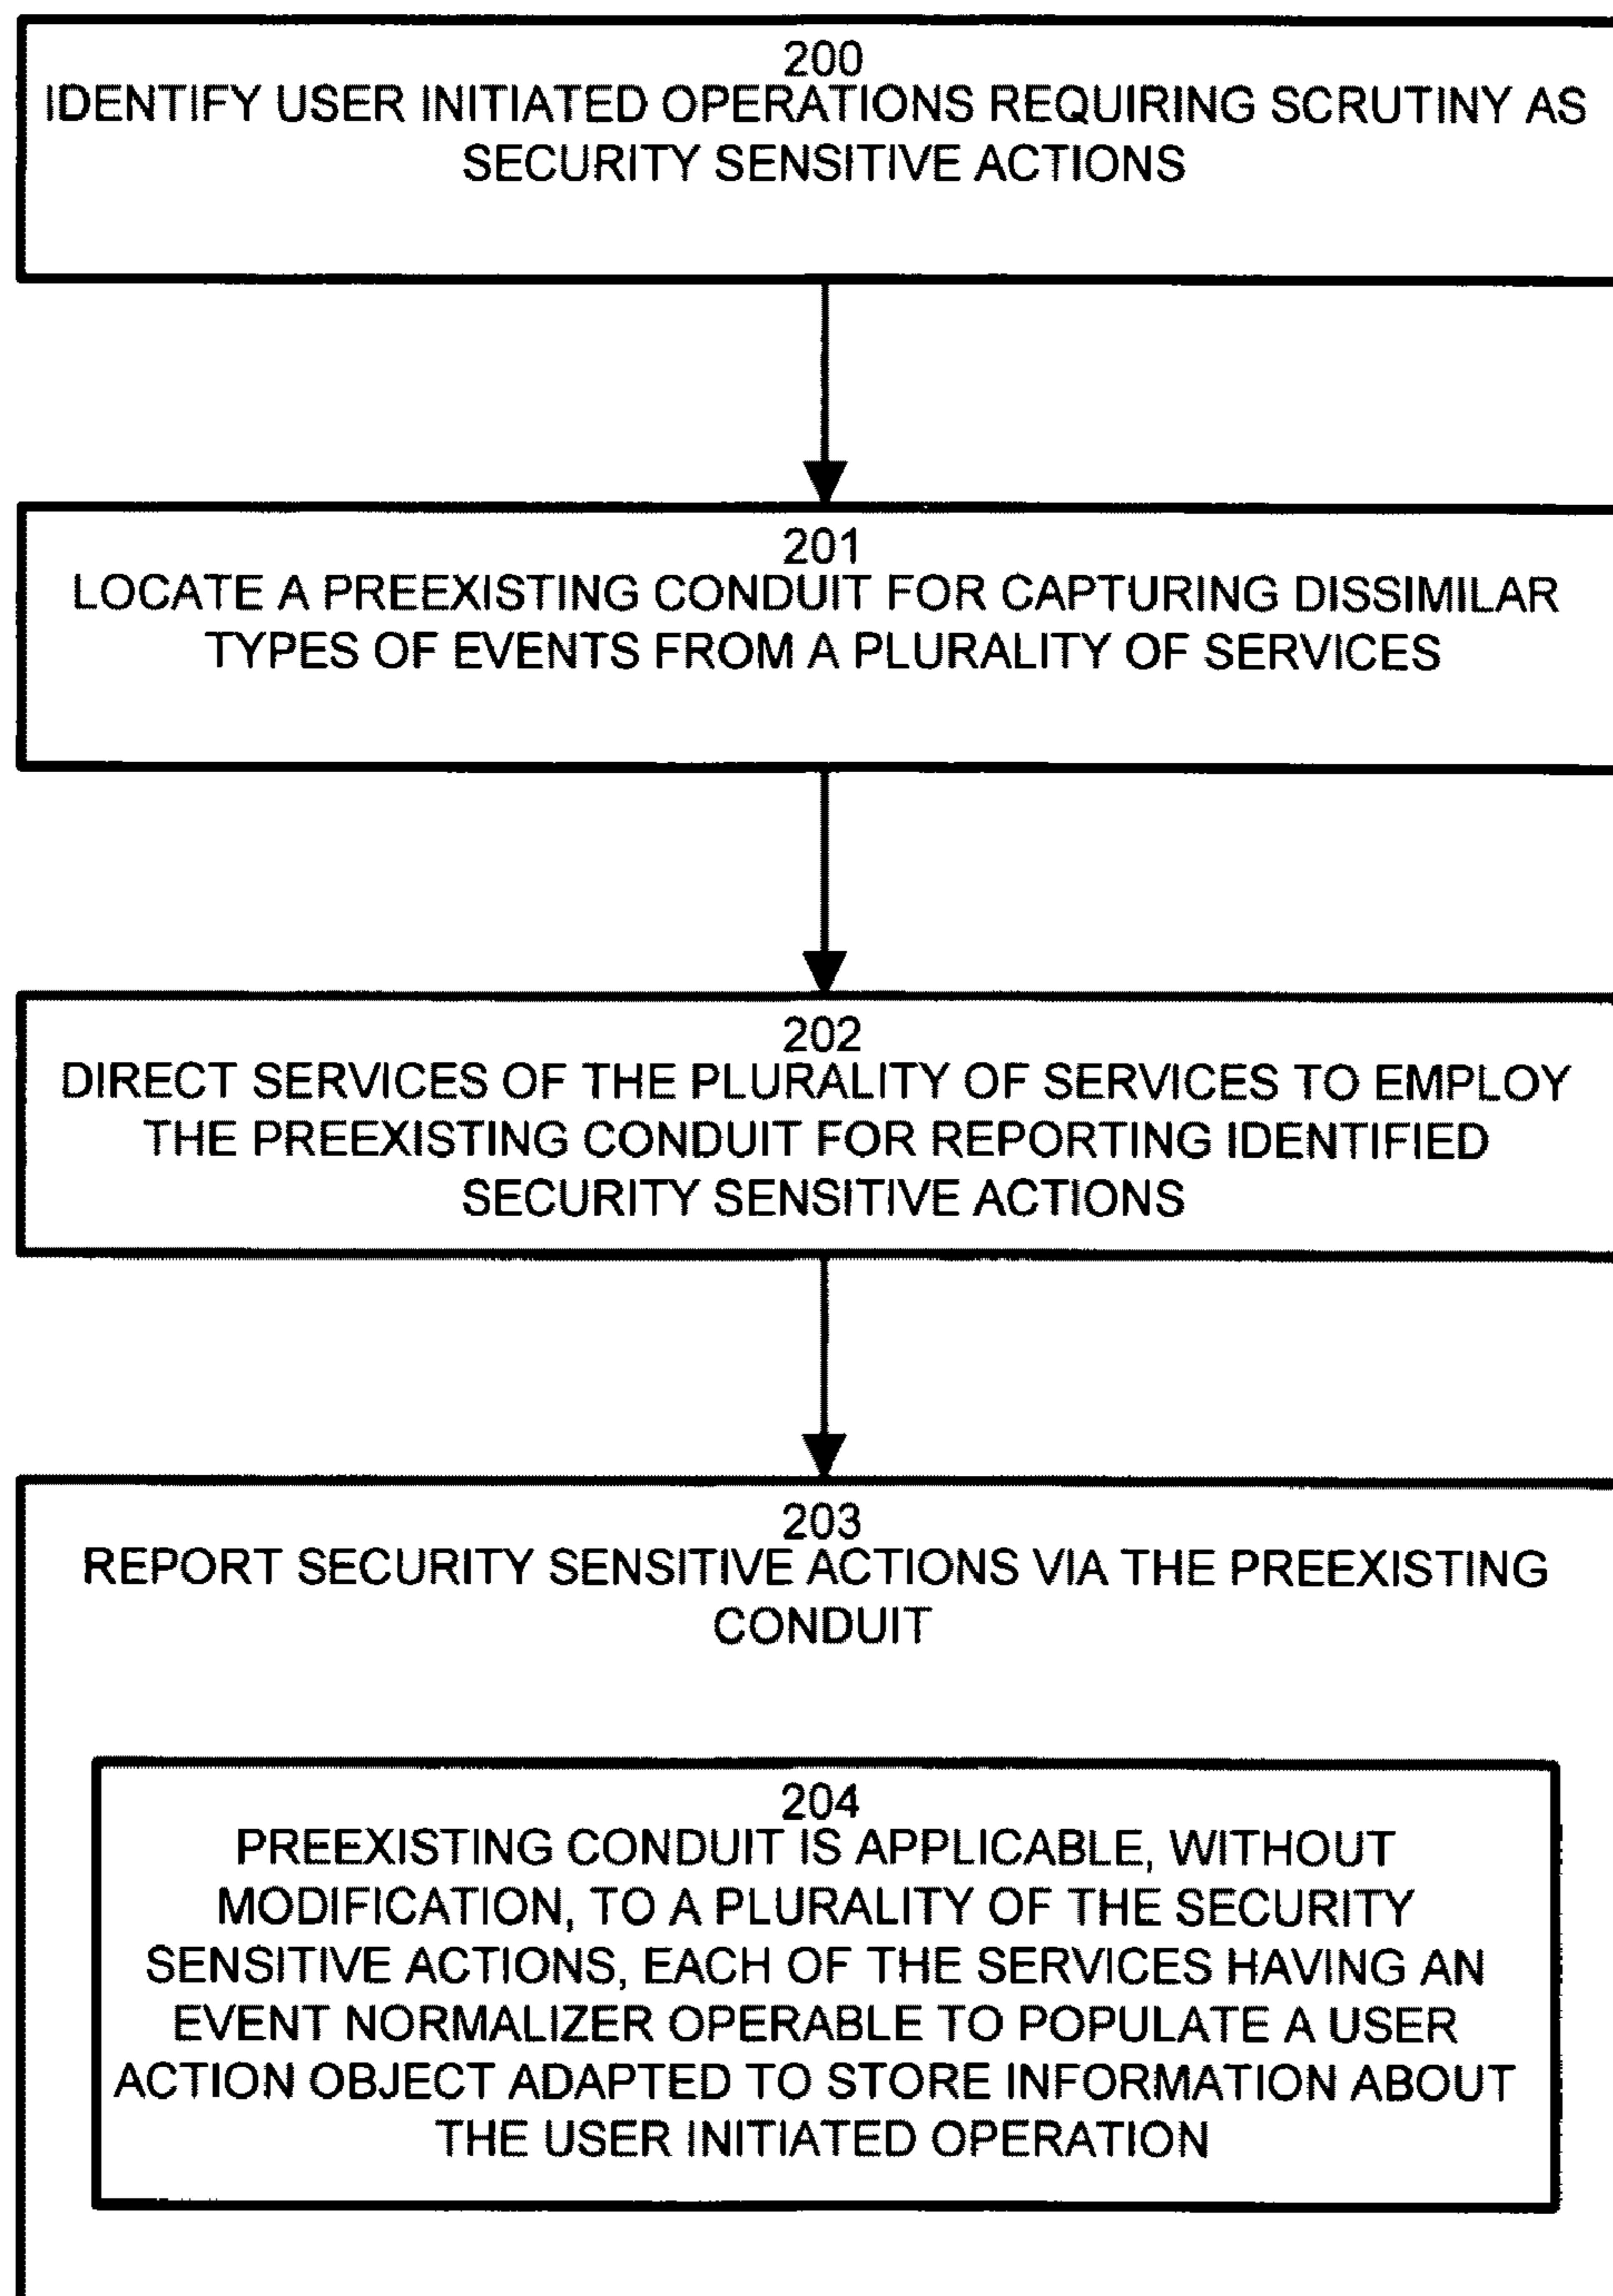 200
IDENTIFY USER INITIATED OPERATIONS REQUIRING SCRUTINY AS
SECURITY SENSITIVE ACTIONS
201
LOCATE A PREEXISTING CONDUIT FOR CAPTURING DISSIMILAR
TYPES OF EVENTS FROM A PLURALITY OF SERVICES
202
DIRECT SERVICES OF THE PLURALITY OF SERVICES TO EMPLOY
THE PREEXISTING CONDUIT FOR REPORTING IDENTIFIED
SECURITY SENSITIVE ACTIONS
203
REPORT SECURITY SENSITIVE ACTIONS VIA THE PREEXISTING
CONDUIT
204
PREEXISTING CONDUIT IS APPLICABLE, WITHOUT
MODIFICATION, TO A PLURALITY OF THE SECURITY
SENSITIVE ACTIONS, EACH OF THE SERVICES HAVING AN
EVENT NORMALIZER OPERABLE TO POPULATE A USER
ACTION OBJECT ADAPTED TO STORE INFORMATION ABOUT
THE USER INITIATED OPERATION